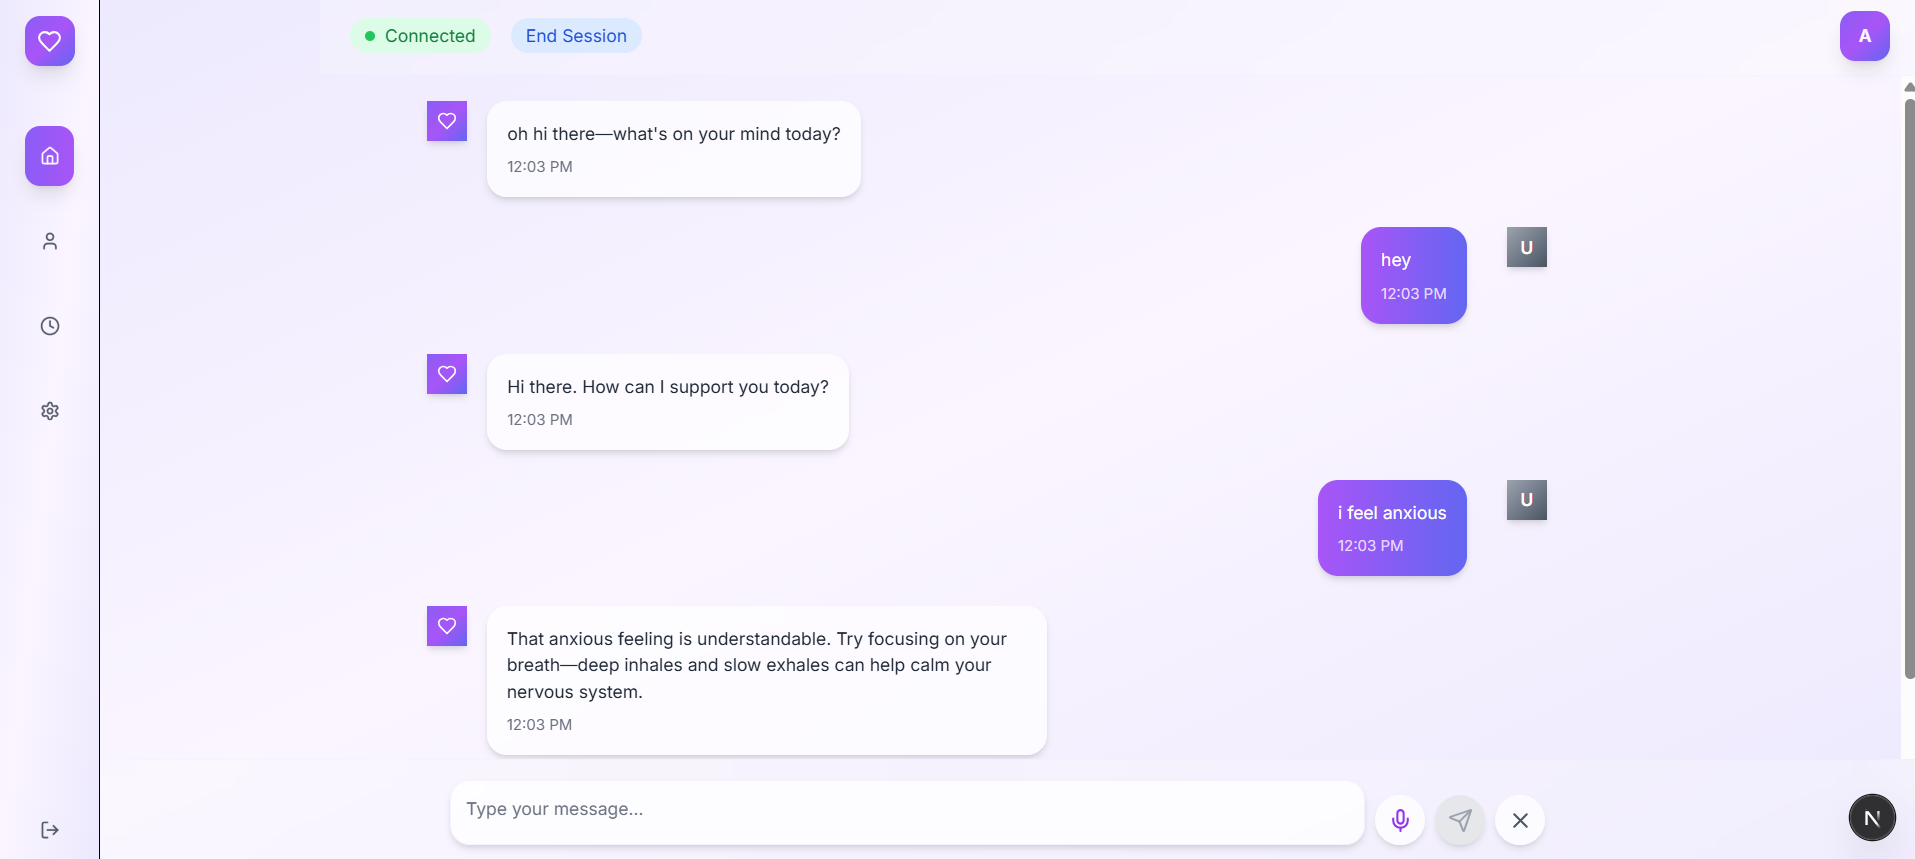 Connected
End Session
A
oh hi there—what's on your mind today?
12:03 PM
hey
12:03 PM
U
Hi there. How can I support you today?
12:03 PM
i feel anxious
12:03 PM
U
That anxious feeling is understandable. Try focusing on your
breath—deep inhales and slow exhales can help calm your
nervous system.
12:03 PM
Type your message...
N